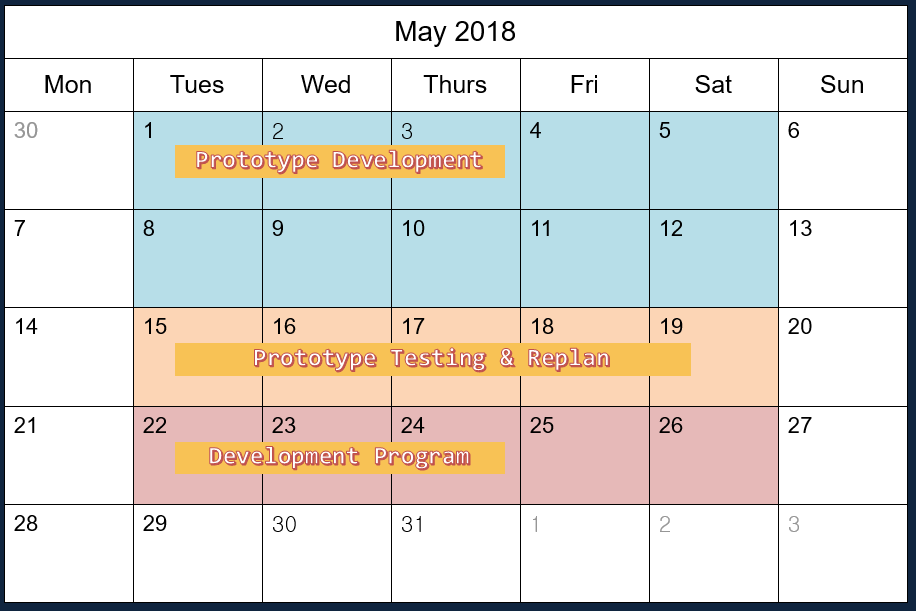 May 2018
Mon Tues Wed Thurs Fri Sat Sun
30 1 2 3 4 5 6
Prototype Development
7 8 9 10 11 12 13
14 15 16 17 18 19 20
Prototype Testing & Replan
21 22 23 24 25 26 27
Development Program
28 29 30 31 1 2 3